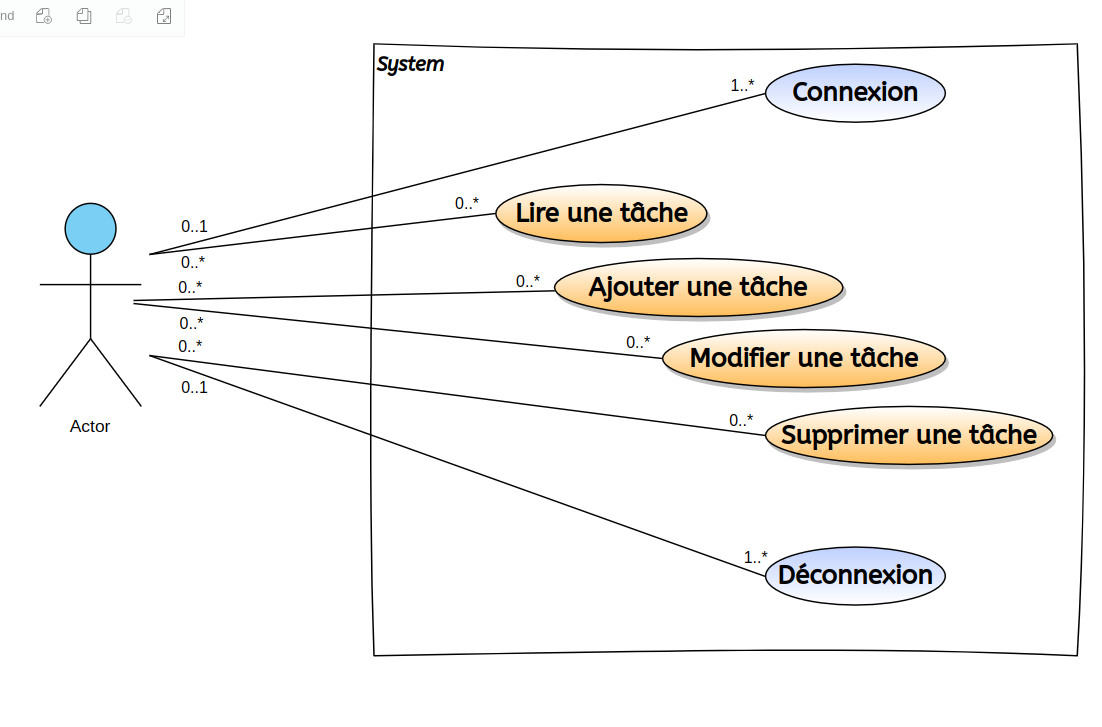 nd
System
Connexion
1..*
Lire une tâche
0..*
0..1
0..*
0..*
Ajouter une tâche
0..*
0..*
Modifier une tâche
0..*
0..*
Supprimer une tâche
0..*
0..1
Actor
Déconnexion
1..*